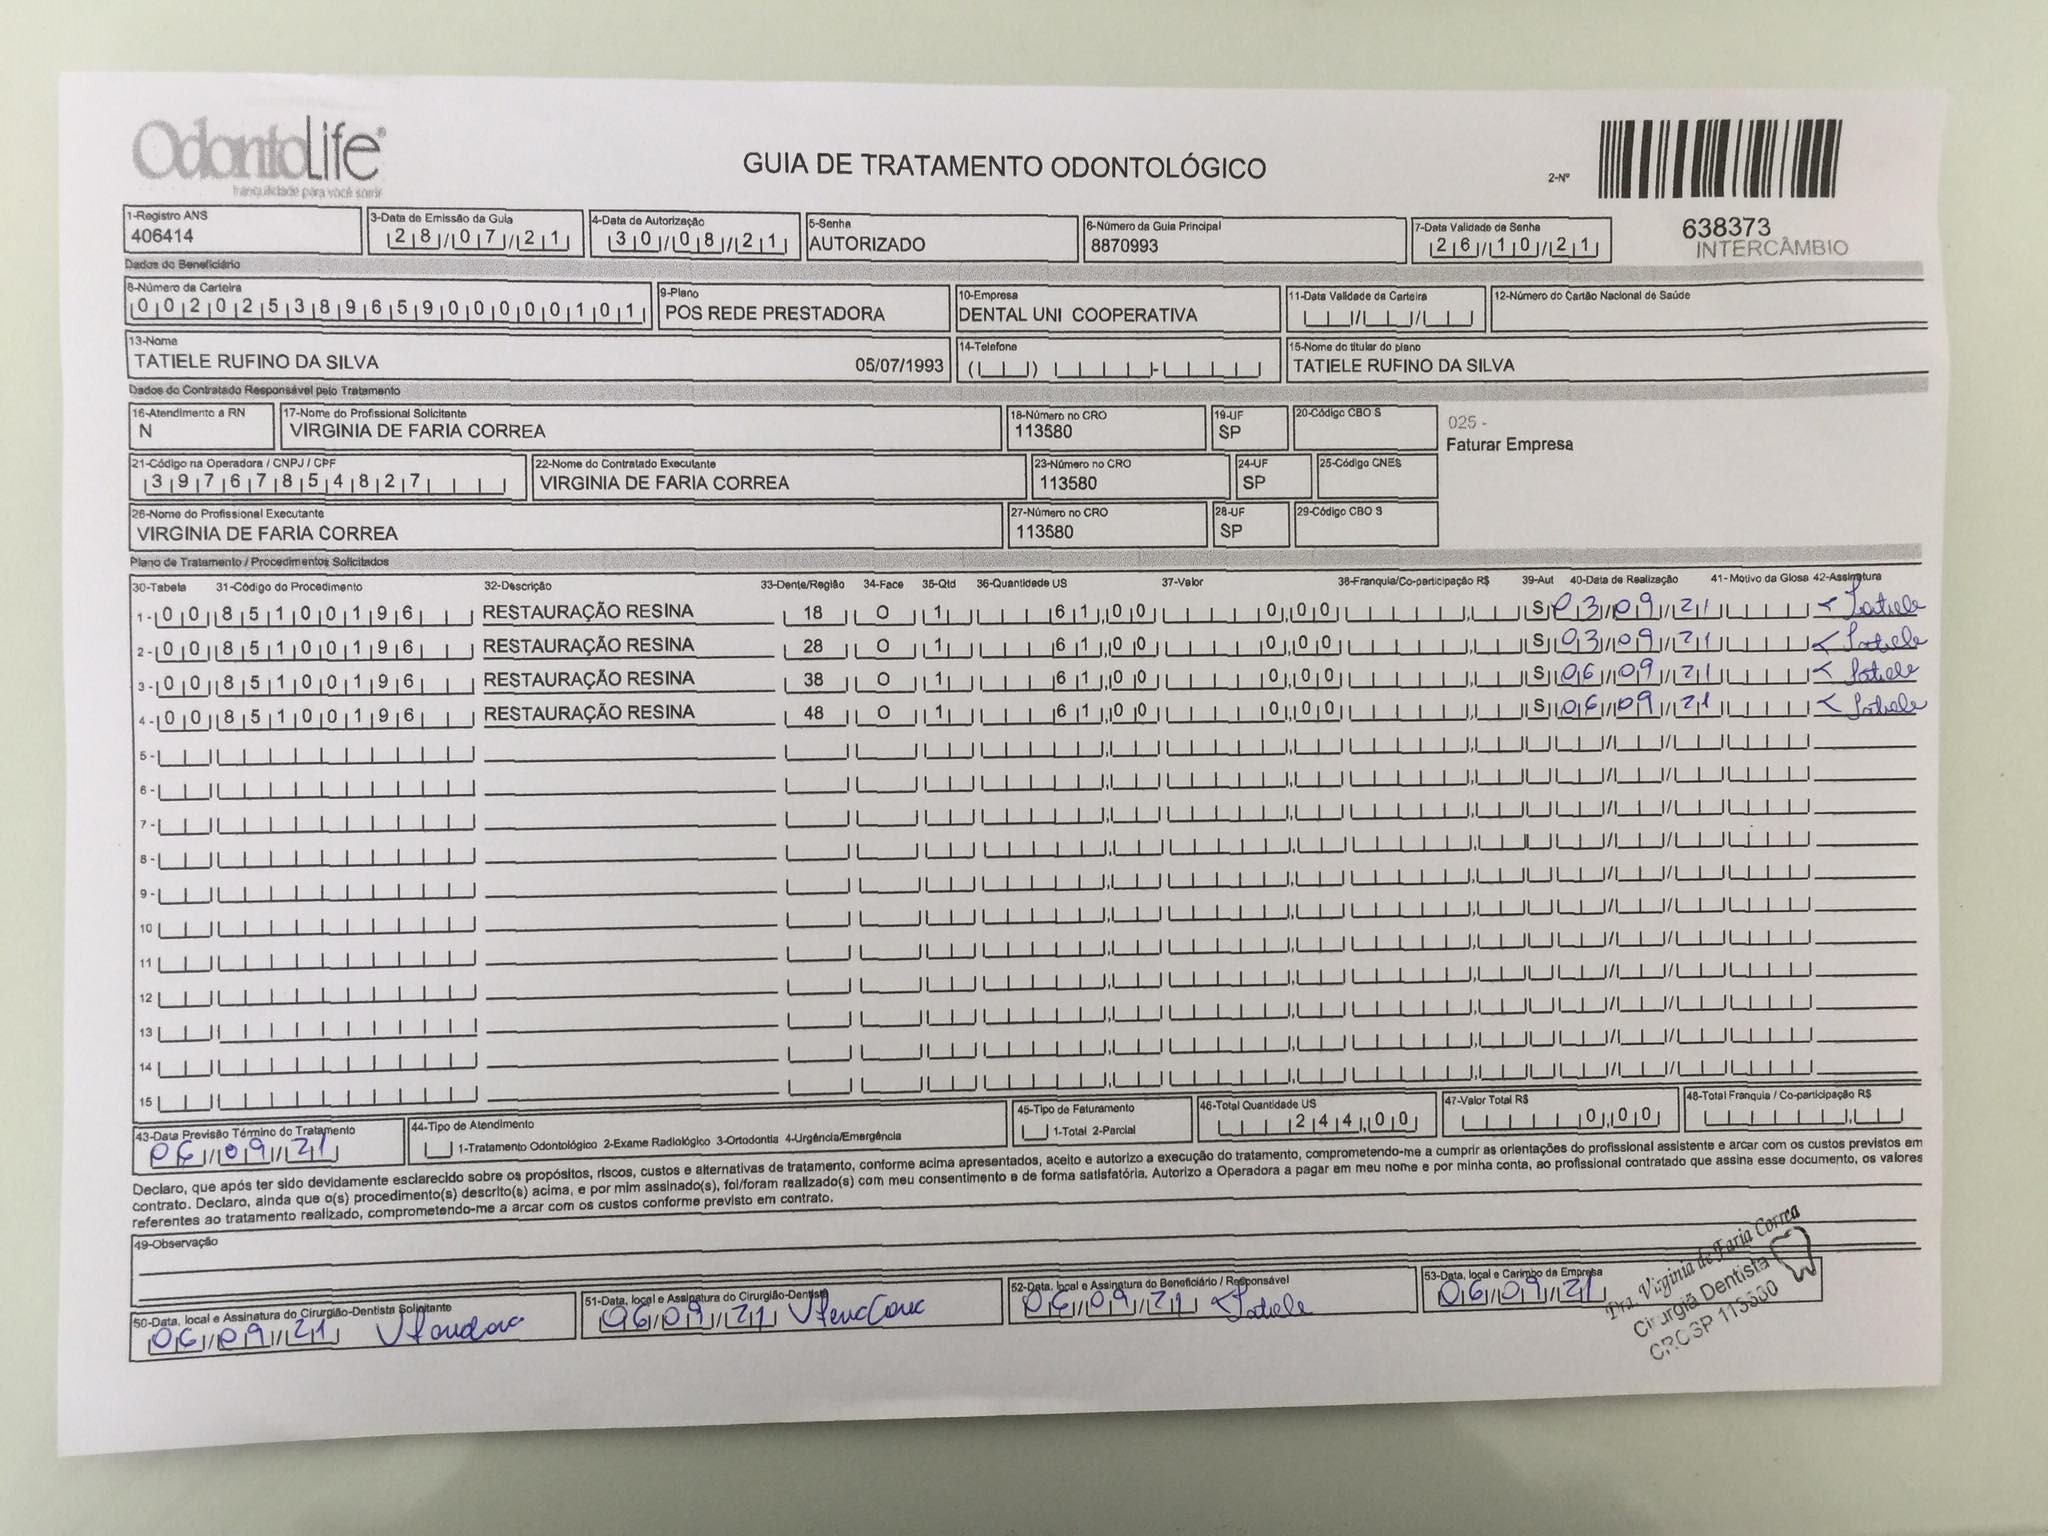 OdontoLife®
tranquilidade para você sorrir
GUIA DE TRATAMENTO ODONTOLÓGICO
2-Nº
638373
INTERCÂMBIO
1-Registro ANS
406414
3-Data de Emissão da Guia
28/07/21
4-Data de Autorização
30/08/21
5-Senha
AUTORIZADO
6-Número da Guia Principal
8870993
7-Data Validade da Senha
26/10/21
Dados do Beneficiário
8-Número da Carteira
00202538965900000101
9-Plano
POS REDE PRESTADORA
10-Empresa
DENTAL UNI COOPERATIVA
11-Data Validade da Carteira
12-Número do Cartão Nacional de Saúde
13-Nome
TATIELE RUFINO DA SILVA 05/07/1993
14-Telefone
15-Nome do titular do plano
TATIELE RUFINO DA SILVA
Dados do Contratado Responsável pelo Tratamento
16-Atendimento a RN
N
17-Nome do Profissional Solicitante
VIRGINIA DE FARIA CORREA
18-Número no CRO
113580
19-UF
SP
20-Código CBO S
025 -
Faturar Empresa
21-Código na Operadora / CNPJ / CPF
39767854827
22-Nome do Contratado Executante
VIRGINIA DE FARIA CORREA
23-Número no CRO
113580
24-UF
SP
25-Código CNES
26-Nome do Profissional Executante
VIRGINIA DE FARIA CORREA
27-Número no CRO
113580
28-UF
SP
29-Código CBO S
Plano de Tratamento / Procedimentos Solicitados
30-Tabela 31-Código do Procedimento 32-Descrição 33-Dente/Região 34-Face 35-Qtd 36-Quantidade US 37-Valor 38-Franquia/Co-participação R$ 39-Aut 40-Data de Realização 41- Motivo da Glosa 42-Assinatura
1- 00 85100196 RESTAURAÇÃO RESINA 18 O 1 61,00 0,00 S 03/09/21 Tatiele
2- 00 85100196 RESTAURAÇÃO RESINA 28 O 1 61,00 0,00 S 03/09/21 Tatiele
3- 00 85100196 RESTAURAÇÃO RESINA 38 O 1 61,00 0,00 S 06/09/21 Tatiele
4- 00 85100196 RESTAURAÇÃO RESINA 48 O 1 61,00 0,00 S 06/09/21 Tatiele
5-
6-
7-
8-
9-
10
11
12
13
14
15
43-Data Previsão Término do Tratamento
06/09/21
44-Tipo de Atendimento
1-Tratamento Odontológico 2-Exame Radiológico 3-Ortodontia 4-Urgência/Emergência
45-Tipo de Faturamento
1-Total 2-Parcial
46-Total Quantidade US
244,00
47-Valor Total R$
0,00
48-Total Franquia / Co-participação R$
Declaro, que após ter sido devidamente esclarecido sobre os propósitos, riscos, custos e alternativas de tratamento, conforme acima apresentados, aceito e autorizo a execução do tratamento, comprometendo-me a cumprir as orientações do profissional assistente e arcar com os custos previstos em
contrato. Declaro, ainda que o(s) procedimento(s) descrito(s) acima, e por mim assinado(s), foi/foram realizado(s) com meu consentimento e de forma satisfatória. Autorizo a Operadora a pagar em meu nome e por minha conta, ao profissional contratado que assina esse documento, os valores
referentes ao tratamento realizado, comprometendo-me a arcar com os custos conforme previsto em contrato.
49-Observação
50-Data, local e Assinatura do Cirurgião-Dentista Solicitante
06/09/21
51-Data, local e Assinatura do Cirurgião-Dentista
06/09/21
52-Data, local e Assinatura do Beneficiário / Responsável
06/09/21 Tatiele
53-Data, local e Carimbo da Empresa
06/09/21
Dra. Virginia de Faria Correa
Cirurgiã Dentista
CROSP 113580